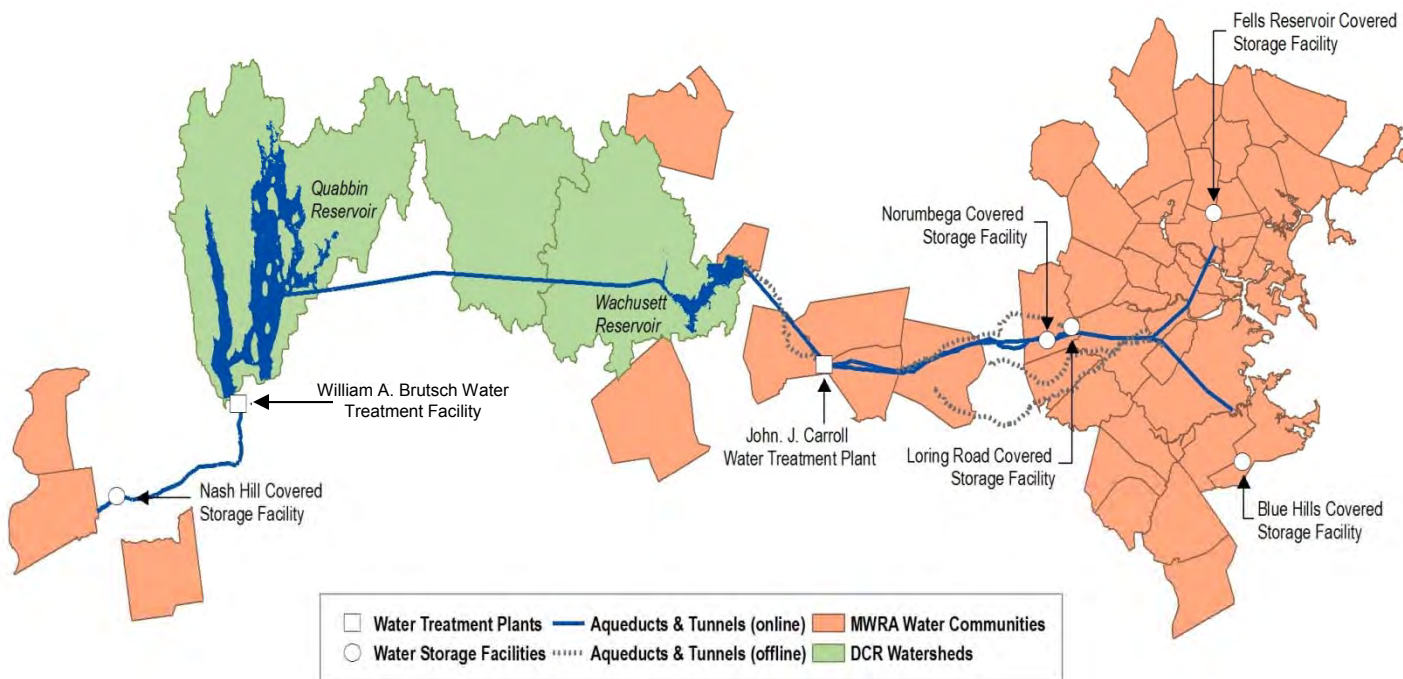 Fells Reservoir Covered
Storage Facility
Quabbin
Reservoir
Norumbega Covered
Storage Facility
Wachusett
Reservoir
William A. Brutsch Water
Treatment Facility
John. J. Carroll
Water Treatment Plant
Loring Road Covered
Storage Facility
Nash Hill Covered
Storage Facility
Blue Hills Covered
Storage Facility
Water Treatment Plants
Aqueducts & Tunnels (online)
MWRA Water Communities
Water Storage Facilities
Aqueducts & Tunnels (offline)
DCR Watersheds